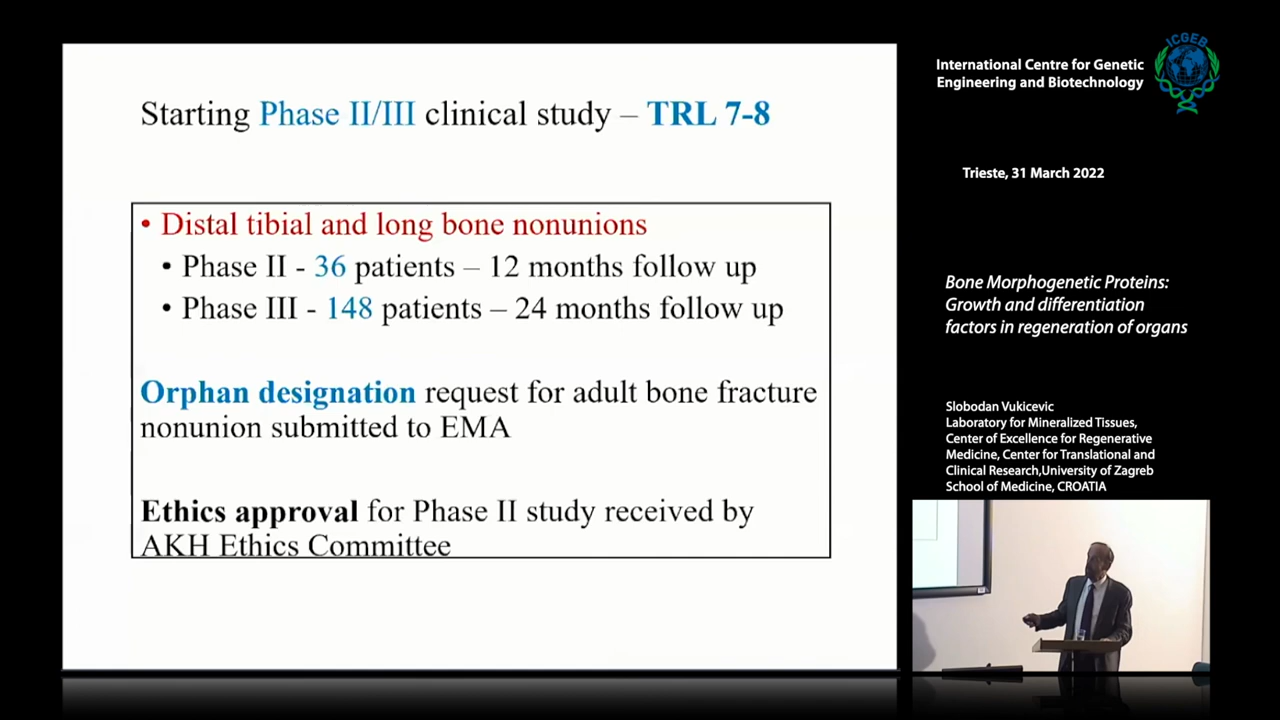 Starting Phase II/III clinical study – TRL 7-8
• Distal tibial and long bone nonunions
• Phase II - 36 patients – 12 months follow up
• Phase III - 148 patients – 24 months follow up
Orphan designation request for adult bone fracture
nonunion submitted to EMA
Ethics approval for Phase II study received by
AKH Ethics Committee
International Centre for Genetic
Engineering and Biotechnology
ICGEB
Trieste, 31 March 2022
Bone Morphogenetic Proteins:
Growth and differentiation
factors in regeneration of organs
Slobodan Vukicevic
Laboratory for Mineralized Tissues,
Center of Excellence for Regenerative
Medicine, Center for Translational and
Clinical Research,University of Zagreb
School of Medicine, CROATIA